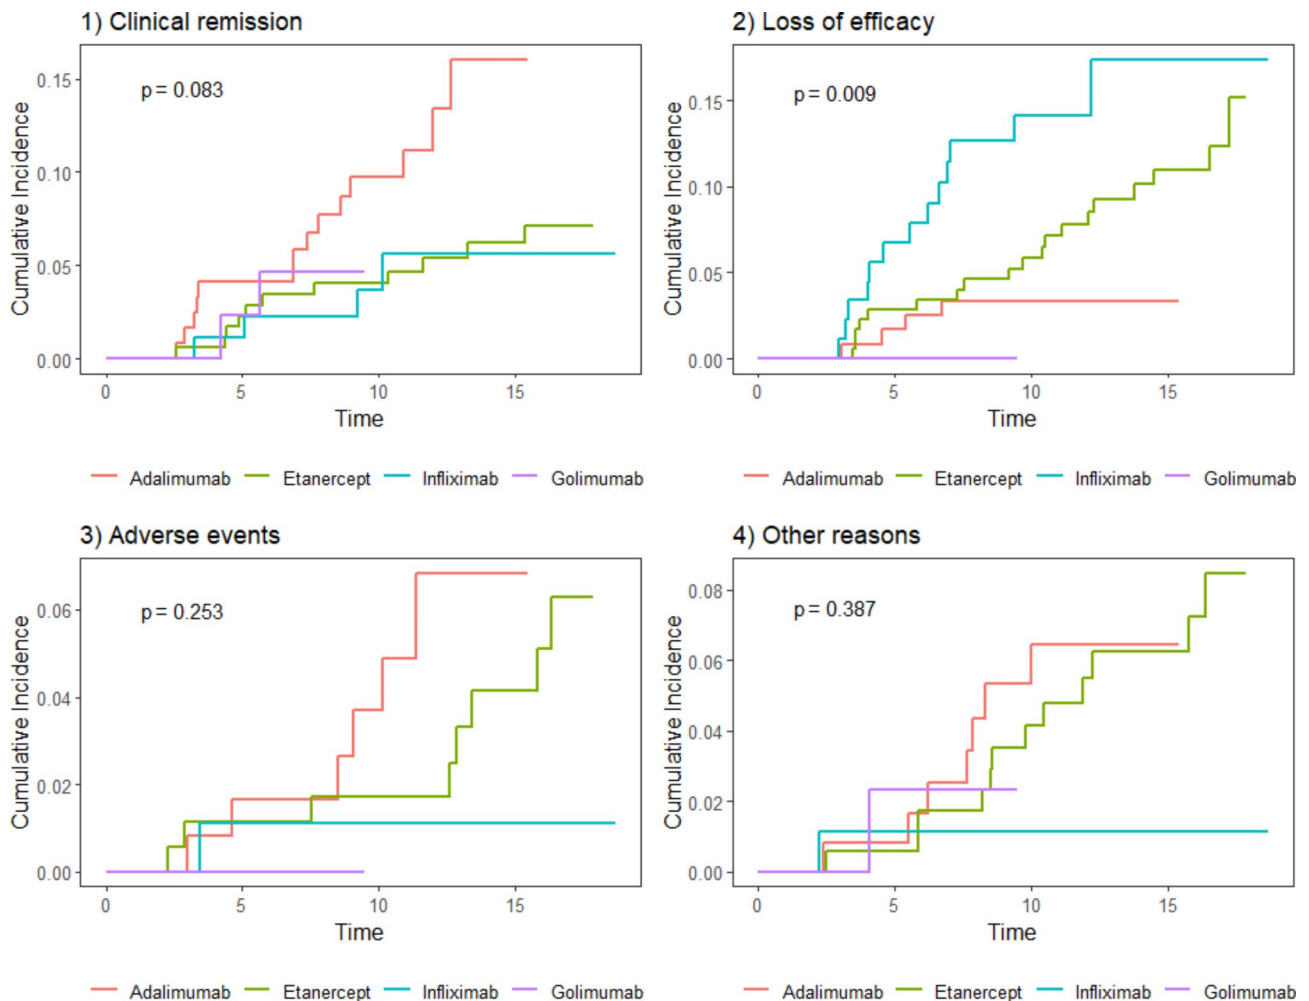 1) Clinical remission
p = 0.083
Cumulative Incidence
0.15
0.10
0.05
0.00
0 5 10 15
Time
Adalimumab Etanercept Infliximab Golimumab
2) Loss of efficacy
p = 0.009
Cumulative Incidence
0.15
0.10
0.05
0.00
0 5 10 15
Time
Adalimumab Etanercept Infliximab Golimumab
3) Adverse events
p = 0.253
Cumulative Incidence
0.06
0.04
0.02
0.00
0 5 10 15
Time
Adalimumab Etanercept Infliximab Golimumab
4) Other reasons
p = 0.387
Cumulative Incidence
0.08
0.06
0.04
0.02
0.00
0 5 10 15
Time
Adalimumab Etanercept Infliximab Golimumab